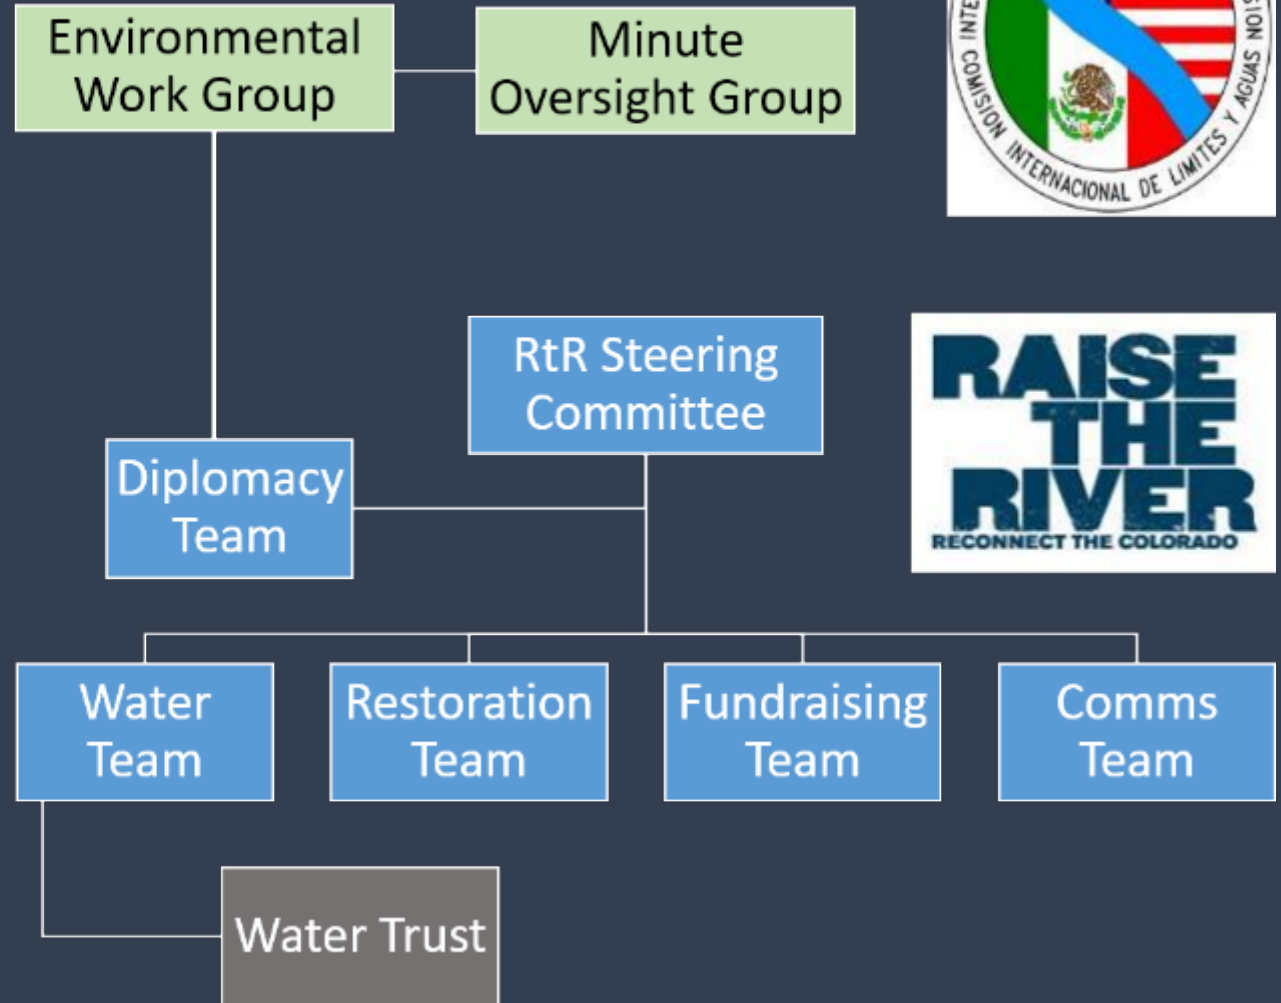 Environmental
Work Group
Minute
Oversight Group
COMISION INTERNACIONAL DE LIMITES Y AGUAS
RtR Steering
Committee
RAISE
THE
RIVER
RECONNECT THE COLORADO
Diplomacy
Team
Water
Team
Restoration
Team
Fundraising
Team
Comms
Team
Water Trust